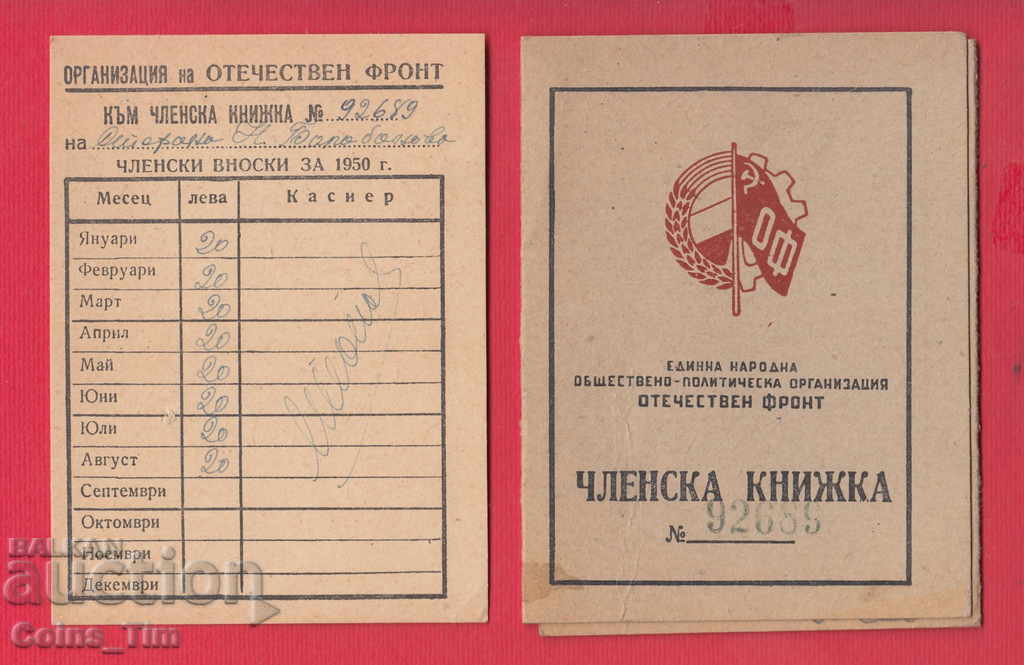 ОРГАНИЗАЦИЯ на ОТЕЧЕСТВЕН ФРОНТ
КЪМ ЧЛЕНСКА КНИЖКА № 92689
на
ЧЛЕНСКИ ВНОСКИ ЗА 1950 г.
Месец лева Касиер
Януари 20
Февруари 20
Март 20
Април 20
Май 20
Юни 20
Юли 20
Август 20
Септември
Октомври
Ноември
Декември
ОФ
ЕДИННА НАРОДНА
ОБЩЕСТВЕНО-ПОЛИТИЧЕСКА ОРГАНИЗАЦИЯ
ОТЕЧЕСТВЕН ФРОНТ
ЧЛЕНСКА КНИЖКА
№ 92689
BALKAN
auction
Coins_Tim